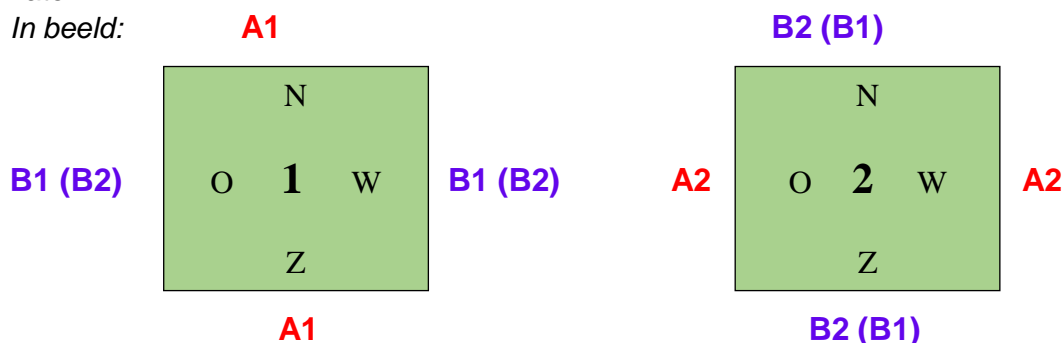 In beeld: A1 B2 (B1)
N N
B1 (B2) O 1 W B1 (B2) A2 O 2 W A2
Z Z
A1 B2 (B1)